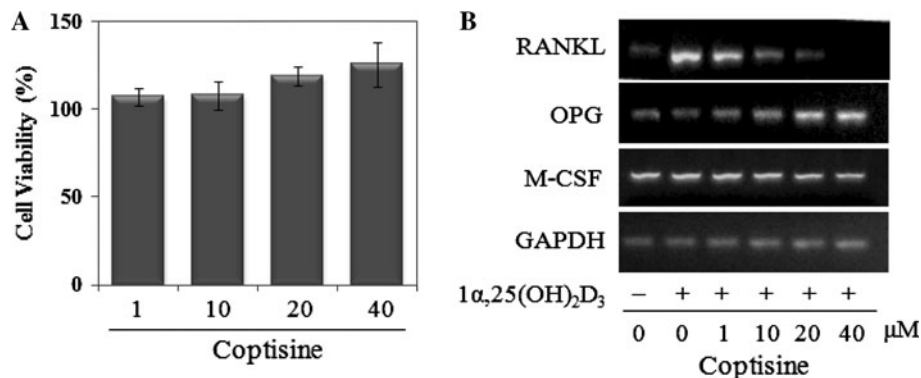 A
Cell Viability (%)
150
100
50
0
1 10 20 40
Coptisine
B
RANKL
OPG
M-CSF
GAPDH
1α,25(OH)₂D₃ − + + + + +
0 0 1 10 20 40 μM
Coptisine